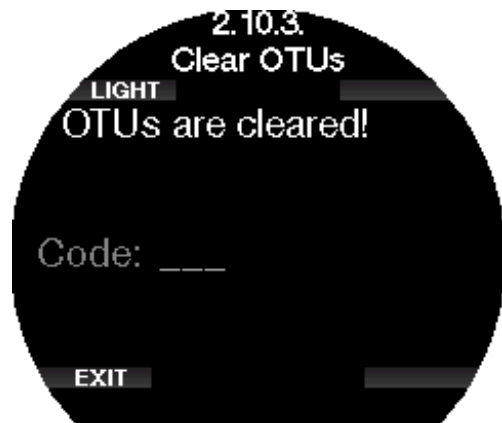 2.10.3.
Clear OTUs
LIGHT
OTUs are cleared!
Code: ___
EXIT